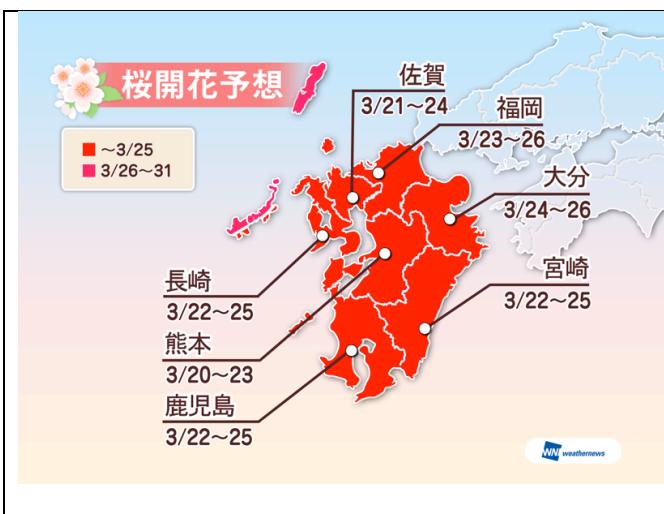 桜開花予想
～3/25
3/26～31
佐賀
3/21～24
福岡
3/23～26
大分
3/24～26
宮崎
3/22～25
長崎
3/22～25
熊本
3/20～23
鹿児島
3/22～25
WNI weathernews